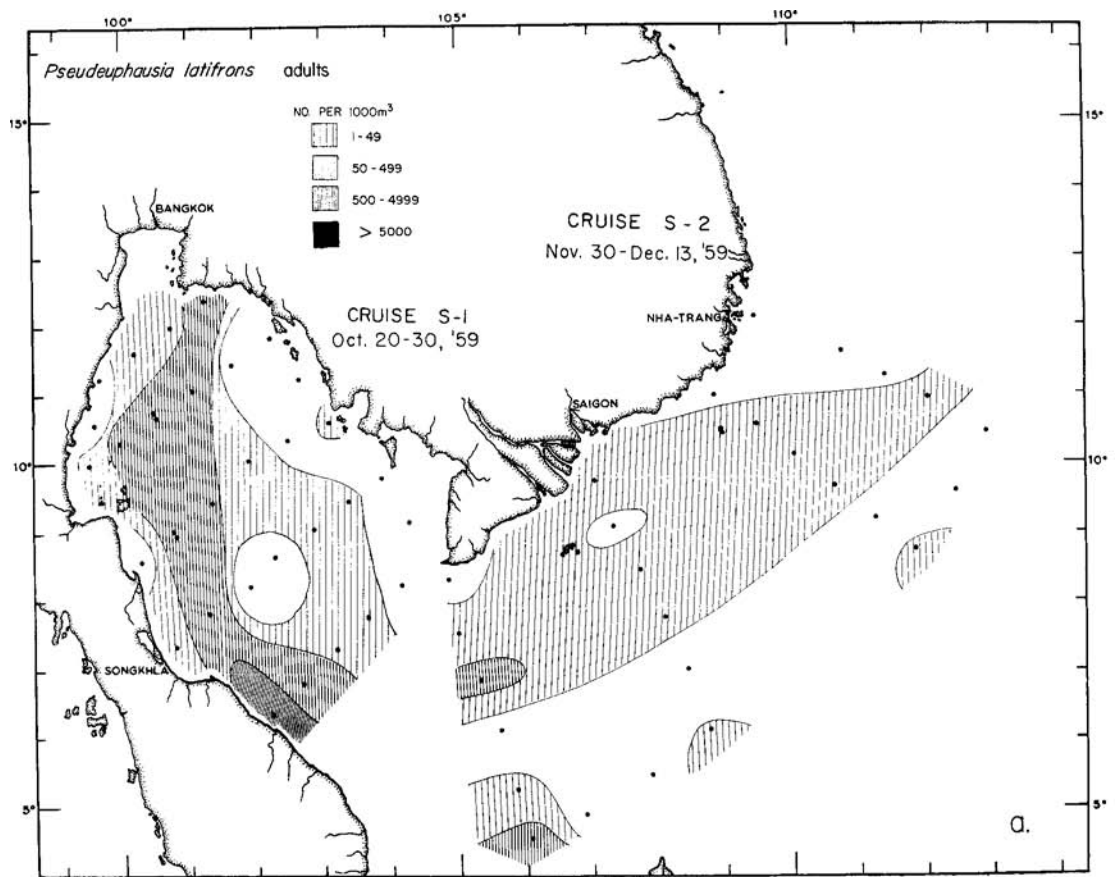 100° 105° 110°
Pseudeuphausia latifrons adults
NO. PER 1000m³
1-49
50-499
500-4999
> 5000
15° 15°
BANGKOK
CRUISE S-2
Nov. 30-Dec. 13, '59
CRUISE S-1
Oct. 20-30, '59
NHA-TRANG
SAIGON
10° 10°
SONGKHLA
5° 5°
a.